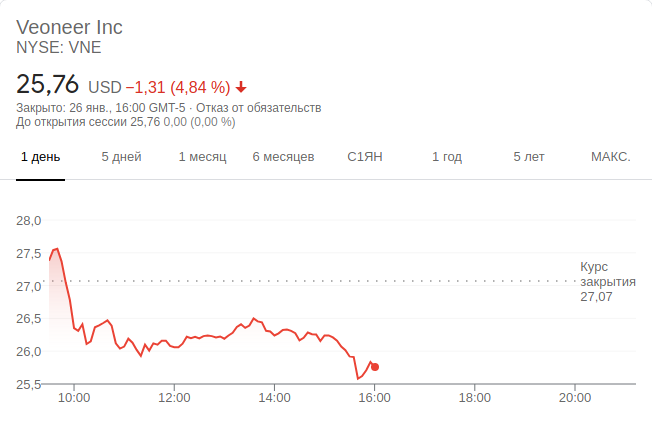 Veoneer Inc
NYSE: VNE
25,76 USD −1,31 (4,84 %)
Закрыто: 26 янв., 16:00 GMT-5 · Отказ от обязательств
До открытия сессии 25,76 0,00 (0,00 %)
1 день 5 дней 1 месяц 6 месяцев С1ЯН 1 год 5 лет МАКС.
28,0
27,5
27,0
26,5
26,0
25,5
Курс
закрытия
27,07
10:00 12:00 14:00 16:00 18:00 20:00